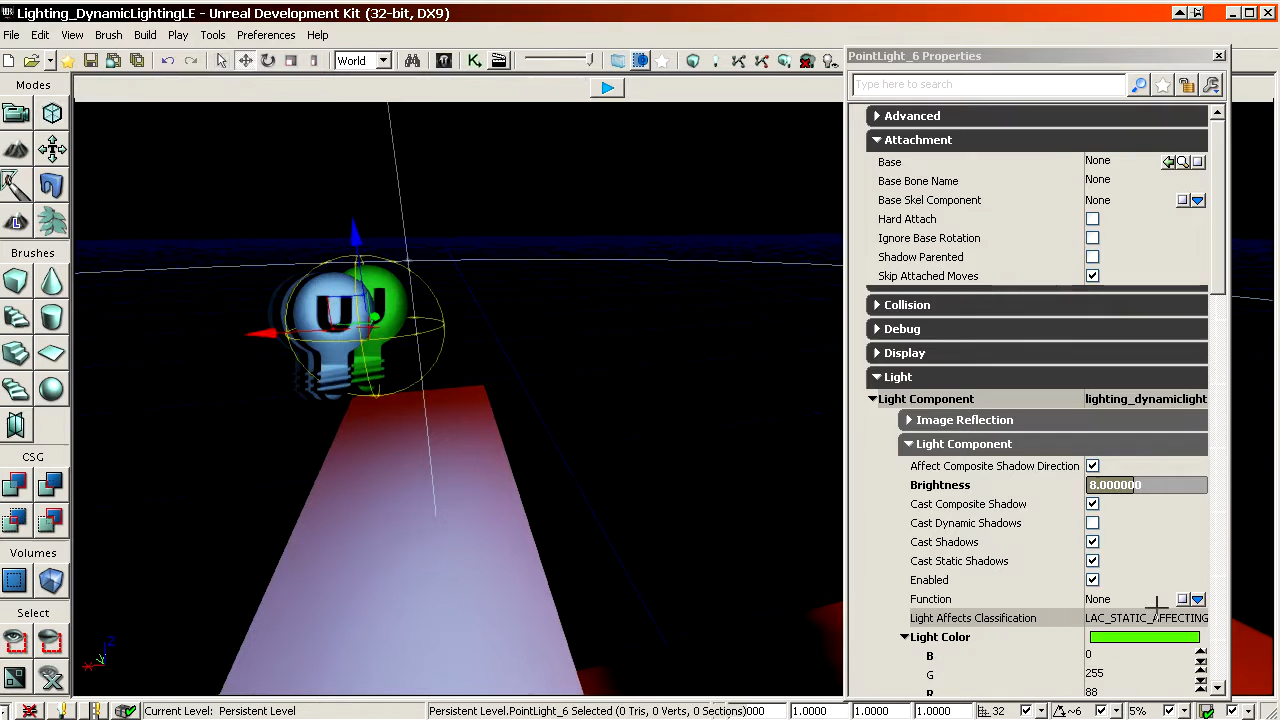 Lighting_DynamicLightingLE - Unreal Development Kit (32-bit, DX9)
File Edit View Brush Build Play Tools Preferences Help
World
PointLight_6 Properties
Type here to search
Modes
Brushes
CSG
Volumes
Select
Advanced
Attachment
Base None
Base Bone Name None
Base Skel Component None
Hard Attach
Ignore Base Rotation
Shadow Parented
Skip Attached Moves
Collision
Debug
Display
Light
Light Component lighting_dynamiclight
Image Reflection
Light Component
Affect Composite Shadow Direction
Brightness 8.000000
Cast Composite Shadow
Cast Dynamic Shadows
Cast Shadows
Cast Static Shadows
Enabled
Function None
Light Affects Classification LAC_STATIC_AFFECTING
Light Color
B 0
G 255
R 88
Z
X
U
Current Level: Persistent Level
Persistent Level.PointLight_6 Selected (0 Tris, 0 Verts, 0 Sections)
1.0000 1.0000 1.0000 32 ~6 5%